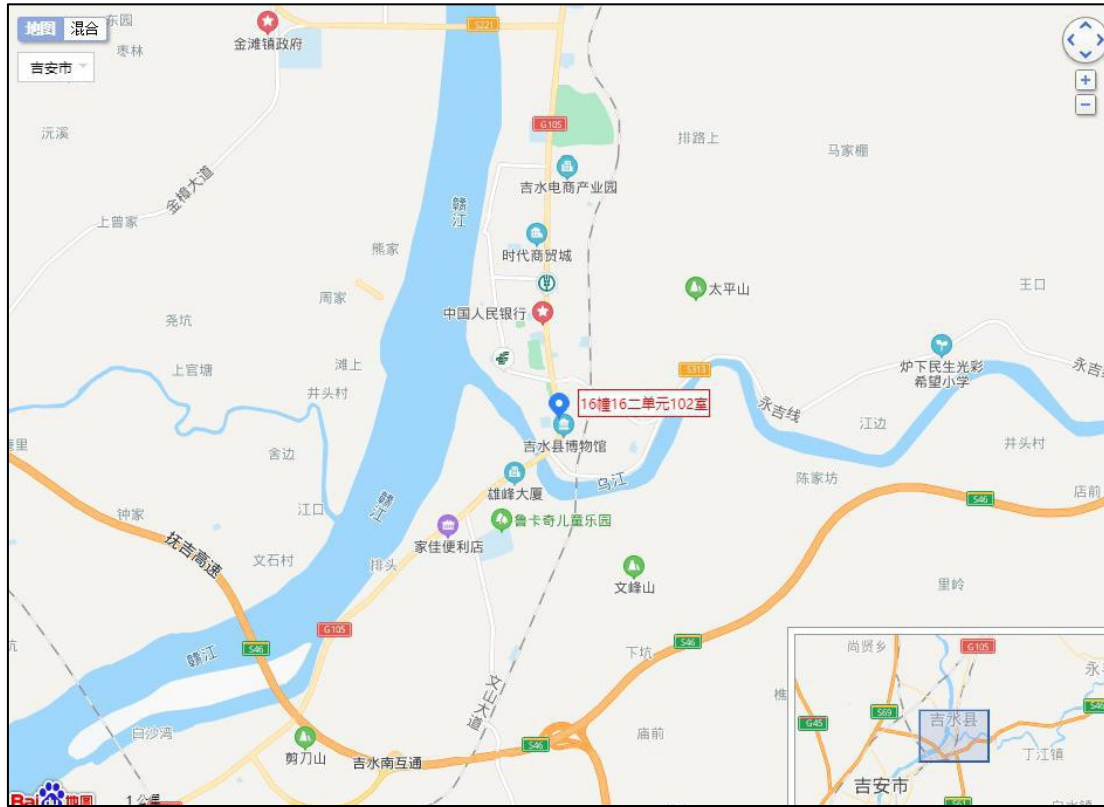 地图 混合
吉安市
东园
枣林
金滩镇政府
S221
沅溪
G105
排路上
马家棚
吉水电商产业园
金樟大道
赣江
上曾家
熊家
时代商贸城
周家
中国人民银行
太平山
王口
尧坑
滩上
上官塘
井头村
S313
炉下民生光彩
希望小学
永吉线
永吉线
16幢16二单元102室
江边
吉水县博物馆
井头村
舍边
乌江
陈家坊
雄峰大厦
S46
店前
赣江
江口
钟家
鲁卡奇儿童乐园
家佳便利店
抚吉高速
文石村
排头
文峰山
里岭
G105
S46
赣江
下坑
S46
文山大道
白沙湾
剪刀山
吉水南互通
S46
庙前
尚贤乡
G105
S69
G45
吉水县
S46
丁江镇
吉安市
S61
Bai 地图
1 公里